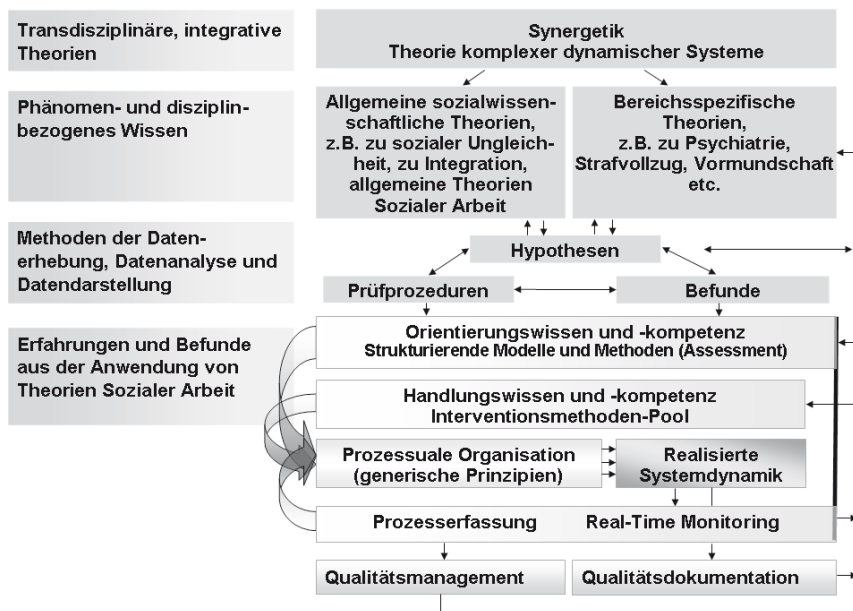 Transdisziplinäre, integrative
Theorien
Synergetik
Theorie komplexer dynamischer Systeme
Phänomen- und disziplin-
bezogenes Wissen
Allgemeine sozialwissen-
schaftliche Theorien,
z.B. zu sozialer Ungleich-
heit, zu Integration,
allgemeine Theorien
Sozialer Arbeit
Bereichsspezifische
Theorien,
z.B. zu Psychiatrie,
Strafvollzug, Vormundschaft
etc.
Methoden der Daten-
erhebung, Datenanalyse und
Datendarstellung
Hypothesen
Prüfprozeduren
Befunde
Erfahrungen und Befunde
aus der Anwendung von
Theorien Sozialer Arbeit
Orientierungswissen und -kompetenz
Strukturierende Modelle und Methoden (Assessment)
Handlungswissen und -kompetenz
Interventionsmethoden-Pool
Prozessuale Organisation
(generische Prinzipien)
Realisierte
Systemdynamik
Prozesserfassung
Real-Time Monitoring
Qualitätsmanagement
Qualitätsdokumentation